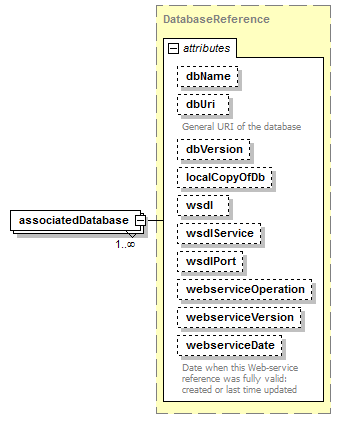 DatabaseReference
attributes
dbName
dbUri
General URI of the database
dbVersion
localCopyOfDb
wsdl
associatedDatabase
1..∞
wsdlService
wsdlPort
webserviceOperation
webserviceVersion
webserviceDate
Date when this Web-service
reference was fully valid:
created or last time updated